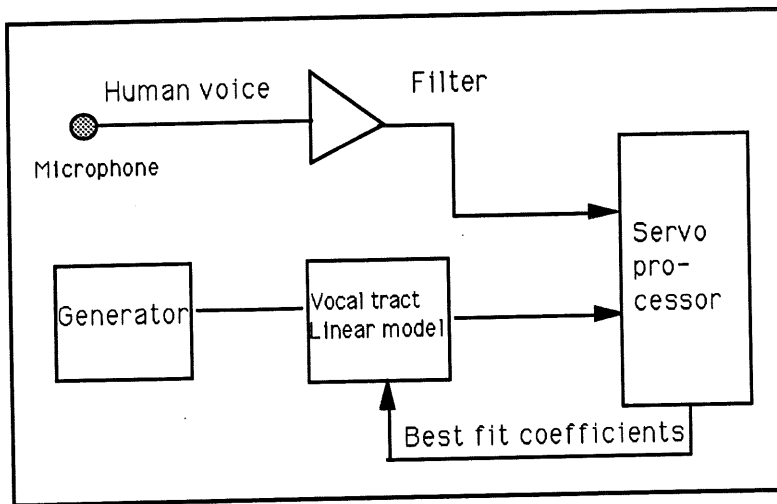 Human voice
Filter
Microphone
Servo
pro-
cessor
Generator
Vocal tract
Linear model
Best fit coefficients